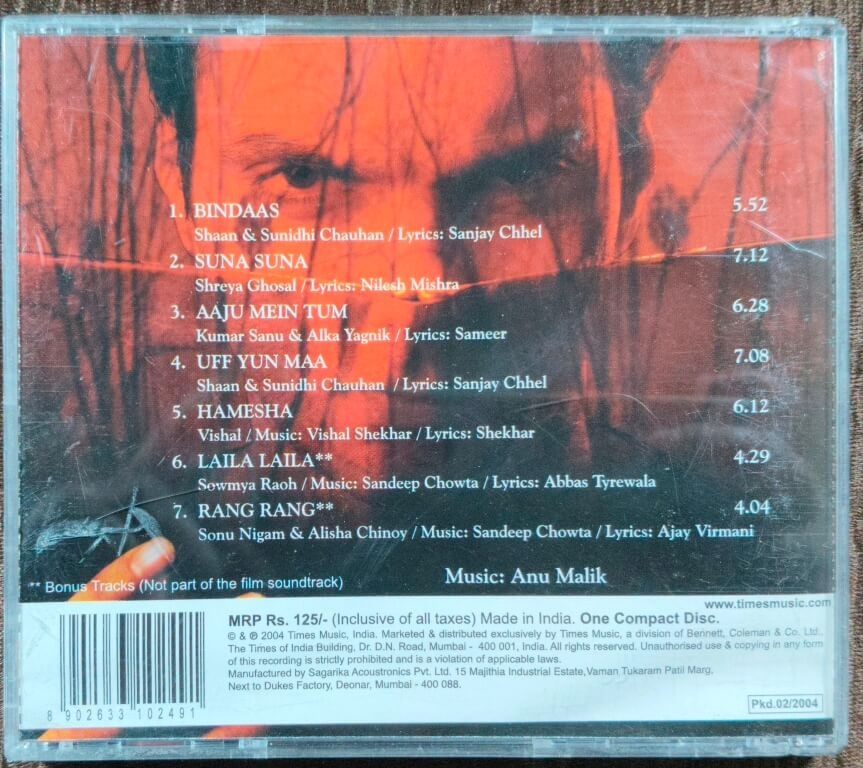 1. BINDAAS 5.52
Shaan & Sunidhi Chauhan / Lyrics: Sanjay Chhel
2. SUNA SUNA 7.12
Shreya Ghosal / Lyrics: Nilesh Mishra
3. AAJU MEIN TUM 6.28
Kumar Sanu & Alka Yagnik / Lyrics: Sameer
4. UFF YUN MAA 7.08
Shaan & Sunidhi Chauhan / Lyrics: Sanjay Chhel
5. HAMESHA 6.12
Vishal / Music: Vishal Shekhar / Lyrics: Shekhar
6. LAILA LAILA** 4.29
Sowmya Raoh / Music: Sandeep Chowta / Lyrics: Abbas Tyrewala
7. RANG RANG** 4.04
Sonu Nigam & Alisha Chinoy / Music: Sandeep Chowta / Lyrics: Ajay Virmani
** Bonus Tracks (Not part of the film soundtrack) Music: Anu Malik
www.timesmusic.com
MRP Rs. 125/- (Inclusive of all taxes) Made in India. One Compact Disc.
© & ℗ 2004 Times Music, India. Marketed & distributed exclusively by Times Music, a division of Bennett, Coleman & Co. Ltd..
The Times of India Building, Dr. D.N. Road, Mumbai - 400 001, India. All rights reserved. Unauthorised use & copying in any form
of this recording is strictly prohibited and is a violation of applicable laws.
Manufactured by Sagarika Acoustronics Pvt. Ltd. 15 Majithia Industrial Estate,Vaman Tukaram Patil Marg,
Next to Dukes Factory, Deonar, Mumbai - 400 088.
Pkd.02/2004
8 902633 102491